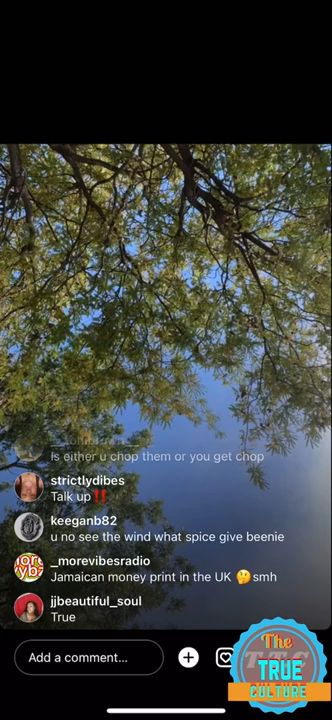 is either u chop them or you get chop
strictlydibes
Talk up‼️
keeganb82
u no see the wind what spice give beenie
_morevibesradio
Jamaican money print in the UK 🤔smh
jjbeautiful_soul
True
Add a comment...
The
T.T.C
TRUE
CULTURE